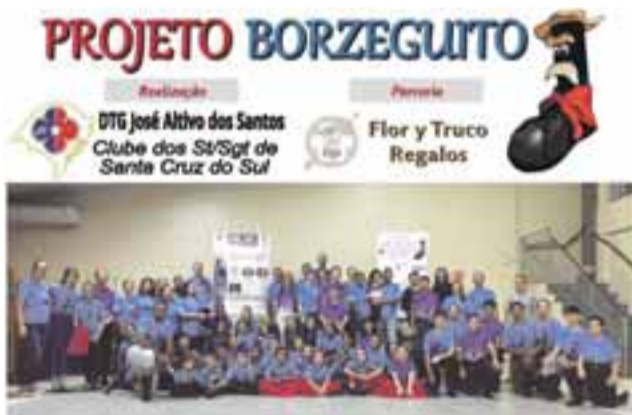 PROJETO BORZEGUITO
Realização
Parceria
DTG José Altivo dos Santos
Clube dos St/Sgt de
Santa Cruz do Sul
Flor y Truco
Regalos